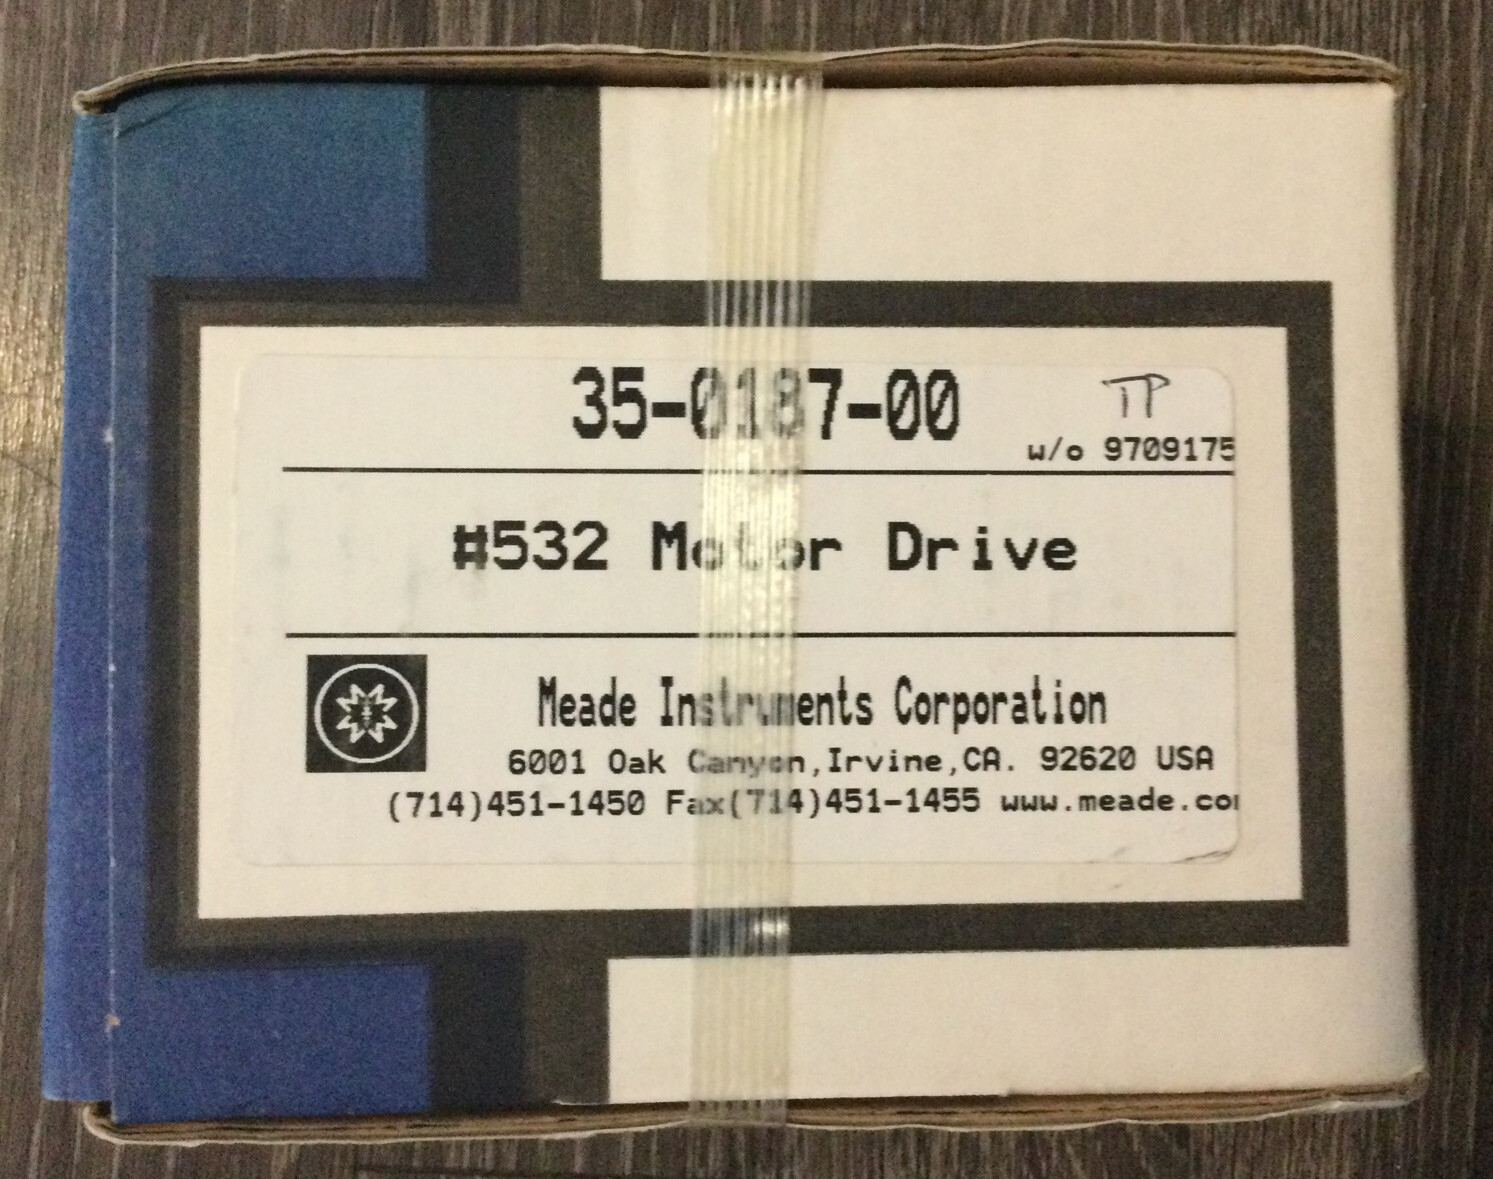 35-0187-00
TP
w/o 9709175
#532 Motor Drive
Meade Instruments Corporation
6001 Oak Canyon,Irvine,CA. 92620 USA
(714)451-1450 Fax(714)451-1455 www.meade.co